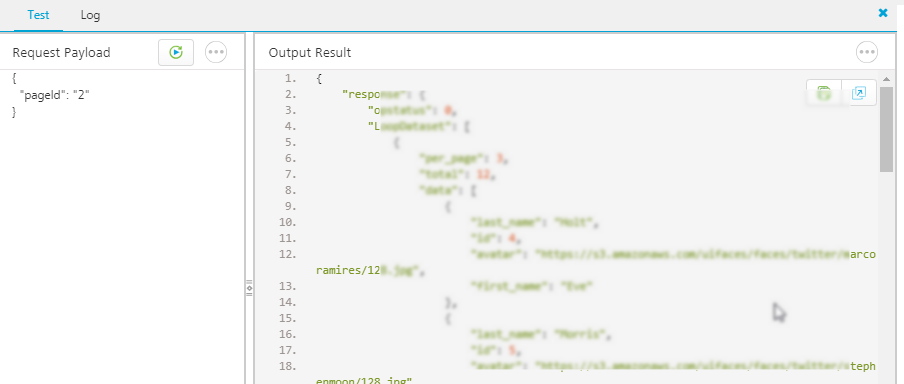 Test Log
Request Payload
{
"pageId": "2"
}
Output Result
1. {
2. "response": {
3. "opstatus": 0,
4. "LoopDataset": [
5. {
6. "per_page": 3,
7. "total": 12,
8. "data": [
9. {
10. "last_name": "Holt",
11. "id": 4,
12. "avatar": "https://s3.amazonaws.com/uifaces/faces/twitter/marco
ramires/128.jpg",
13. "first_name": "Eve"
14. },
15. {
16. "last_name": "Morris",
17. "id": 5,
18. "avatar": "https://s3.amazonaws.com/uifaces/faces/twitter/steph
enmoon/128.jpg"